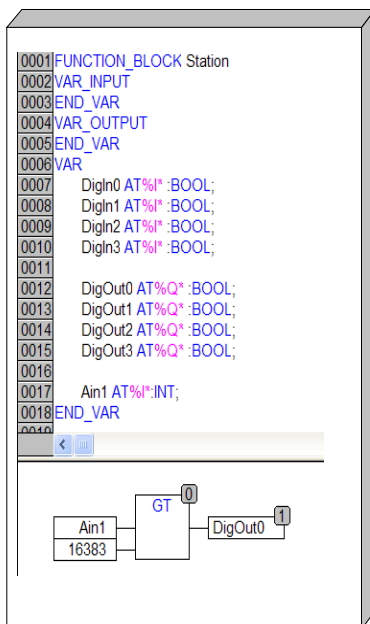 0001 FUNCTION_BLOCK Station
0002 VAR_INPUT
0003 END_VAR
0004 VAR_OUTPUT
0005 END_VAR
0006 VAR
0007 DigIn0 AT%I* :BOOL;
0008 DigIn1 AT%I* :BOOL;
0009 DigIn2 AT%I* :BOOL;
0010 DigIn3 AT%I* :BOOL;
0011
0012 DigOut0 AT%Q* :BOOL;
0013 DigOut1 AT%Q* :BOOL;
0014 DigOut2 AT%Q* :BOOL;
0015 DigOut3 AT%Q* :BOOL;
0016
0017 Ain1 AT%I*:INT;
0018 END_VAR
0019
0
GT
1
Ain1
DigOut0
16383